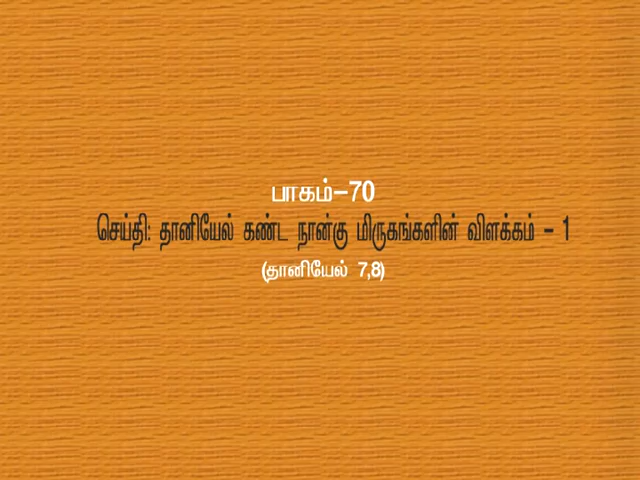 பாகம்-70
செய்தி: தானியேல் கண்ட நான்கு மிருகங்களின் விளக்கம் - 1
(தானியேல் 7,8)